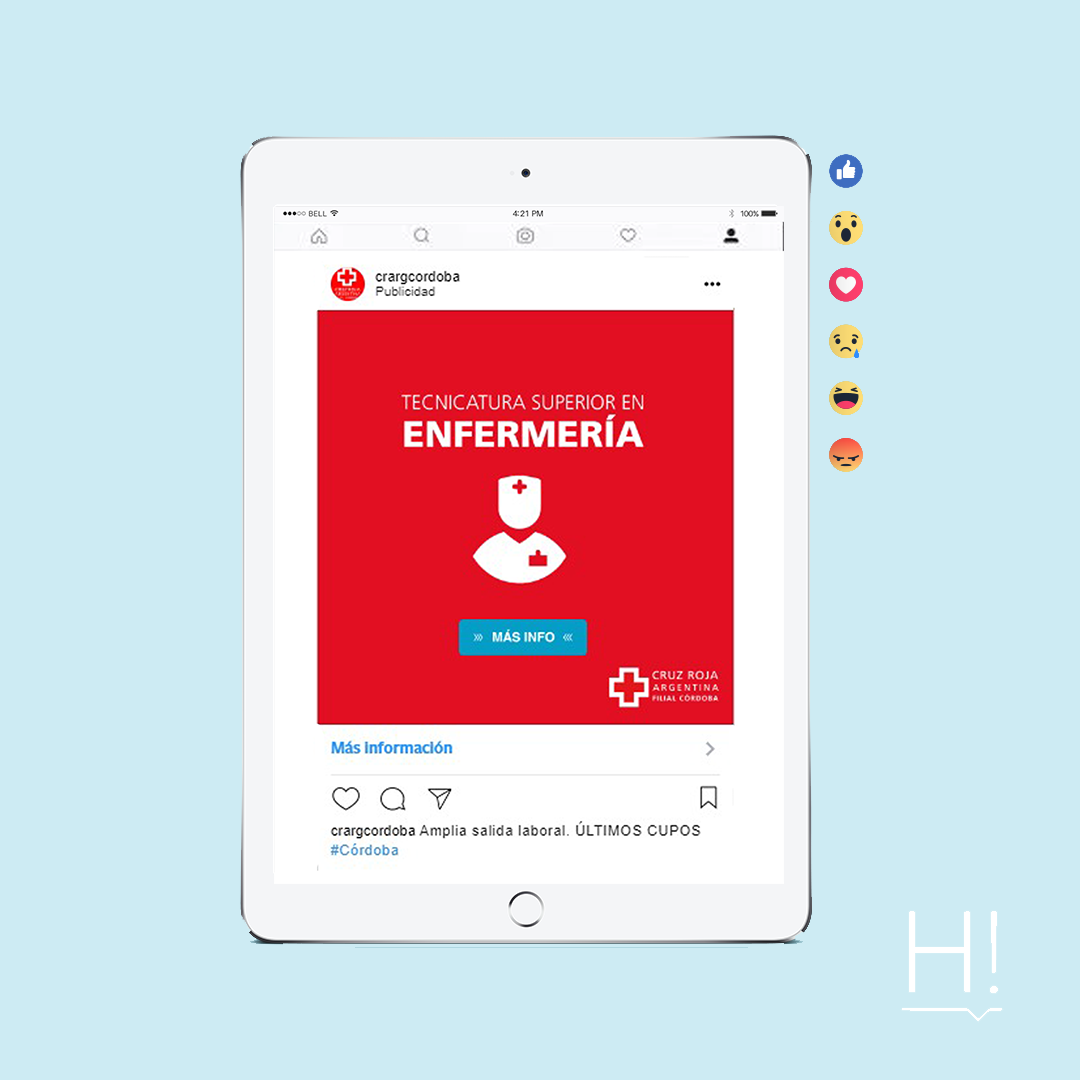 BELL
4:21 PM
100%
crargcordoba
Publicidad
TECNICATURA SUPERIOR EN
ENFERMERÍA
MÁS INFO
CRUZ ROJA
ARGENTINA
FILIAL CÓRDOBA
Más información
crargcordoba Amplia salida laboral. ÚLTIMOS CUPOS
#Córdoba
H!